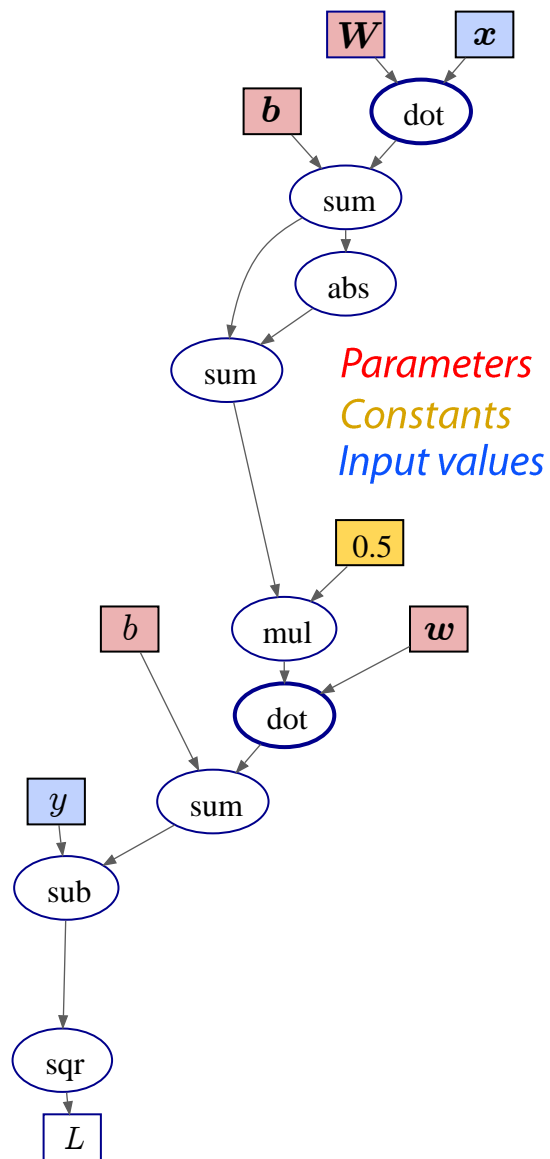 W x
dot
b
sum
abs
sum
Parameters
Constants
Input values
0.5
mul
b w
dot
sum
y
sub
sqr
L